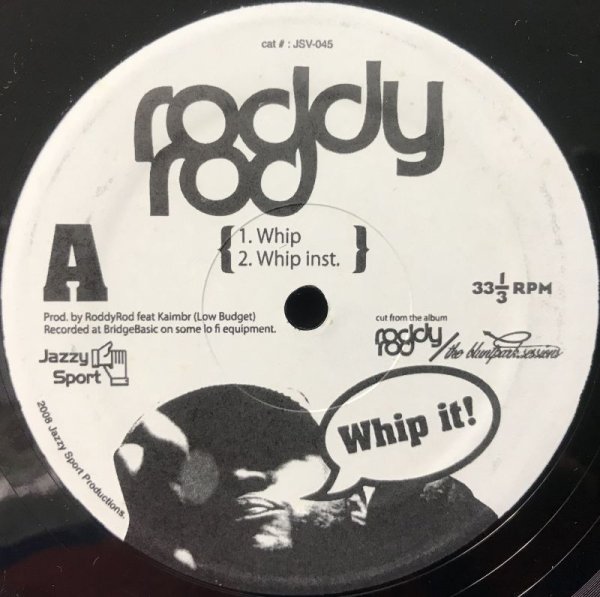 cat # : JSV-045
roddy
rod
A
1. Whip
2. Whip inst.
33 1/3 RPM
Prod. by RoddyRod feat Kaimbr (Low Budget)
Recorded at BridgeBasic on some lo fi equipment.
cut from the album
roddy
rod / the bluntpark sessions
Jazzy
Sport
Whip it!
2008 Jazzy Sport Productions.